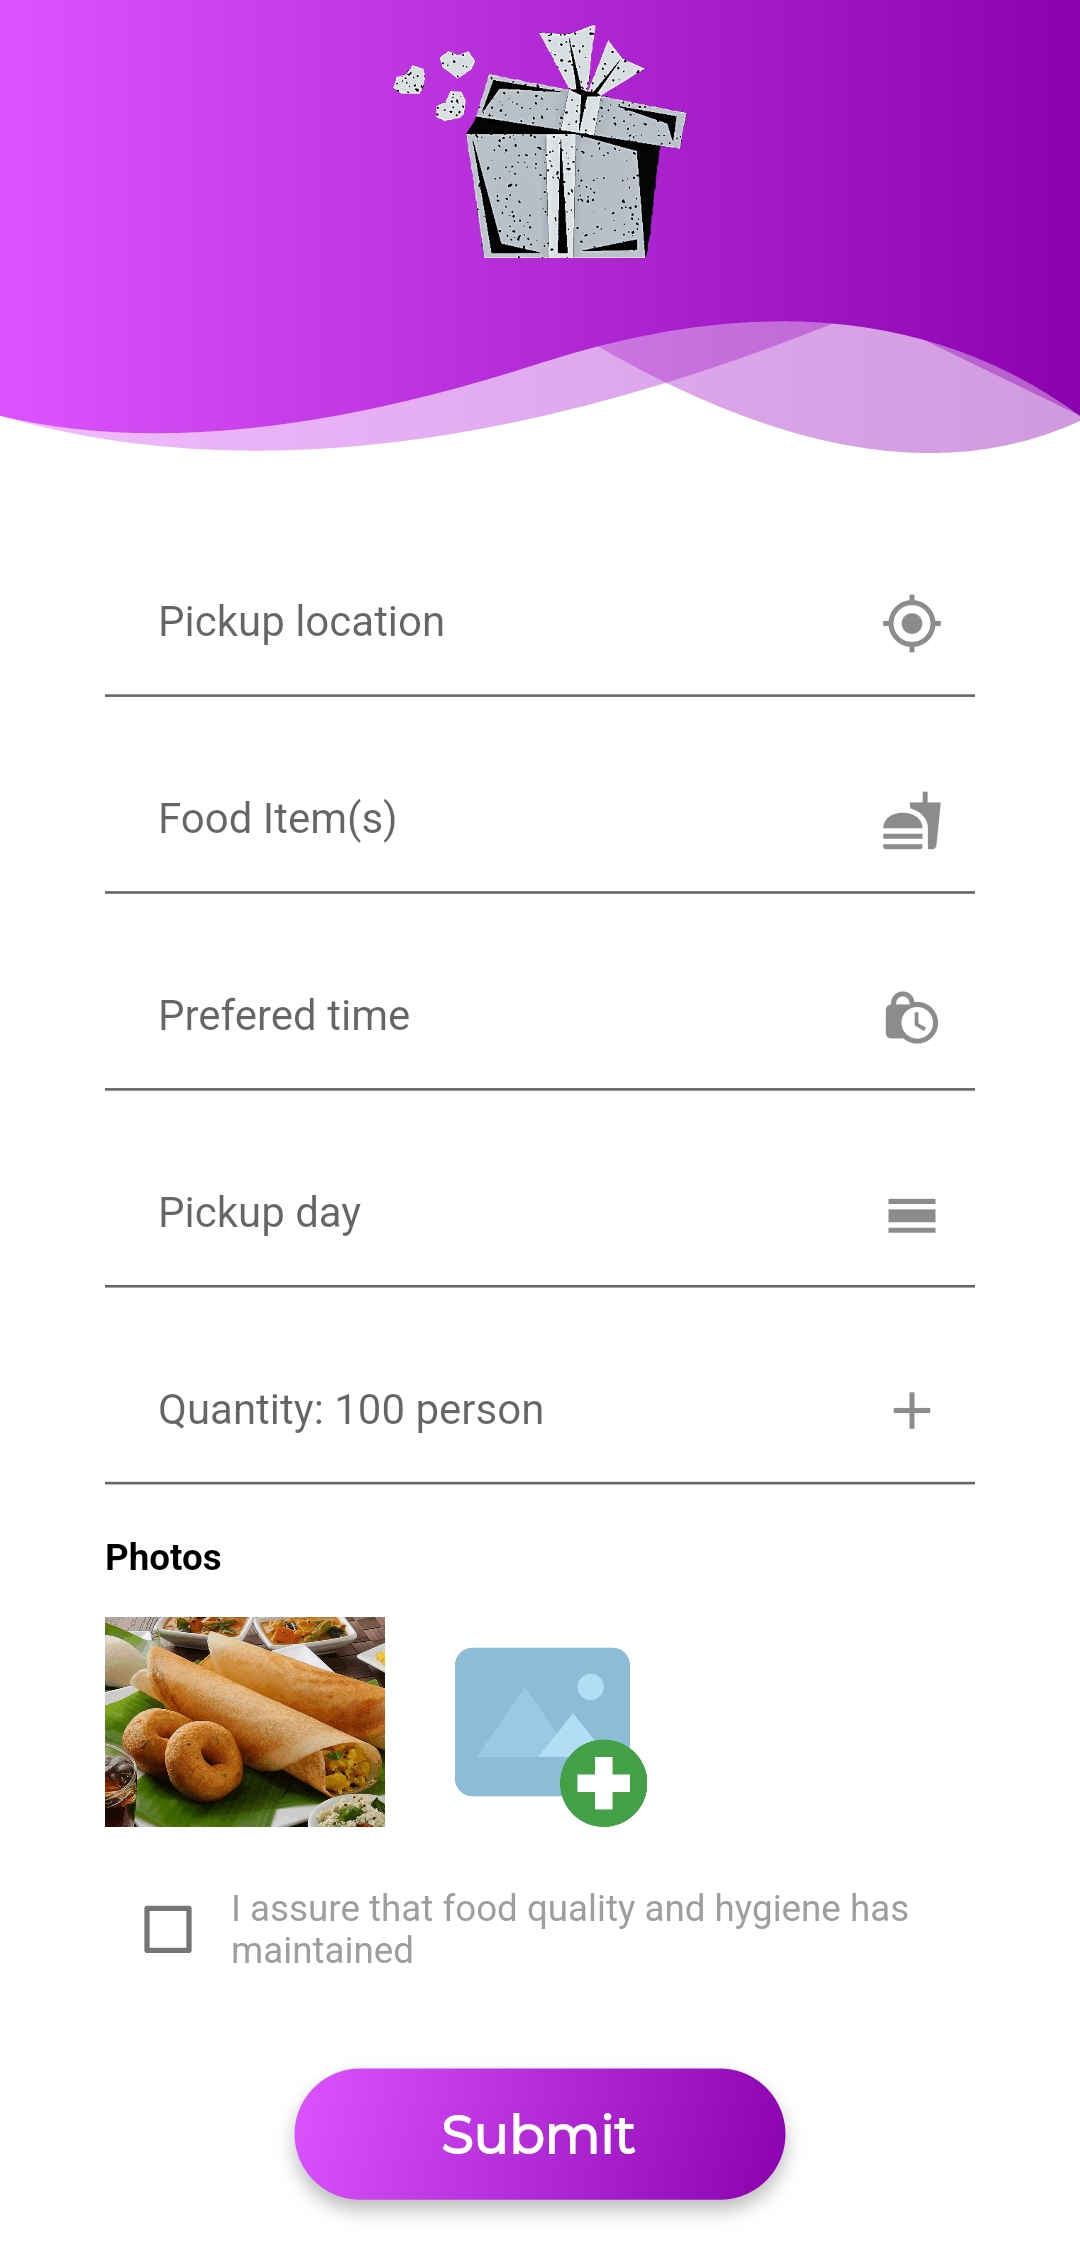 Pickup location
Food Item(s)
Prefered time
Pickup day
Quantity: 100 person
Photos
I assure that food quality and hygiene has
maintained
Submit